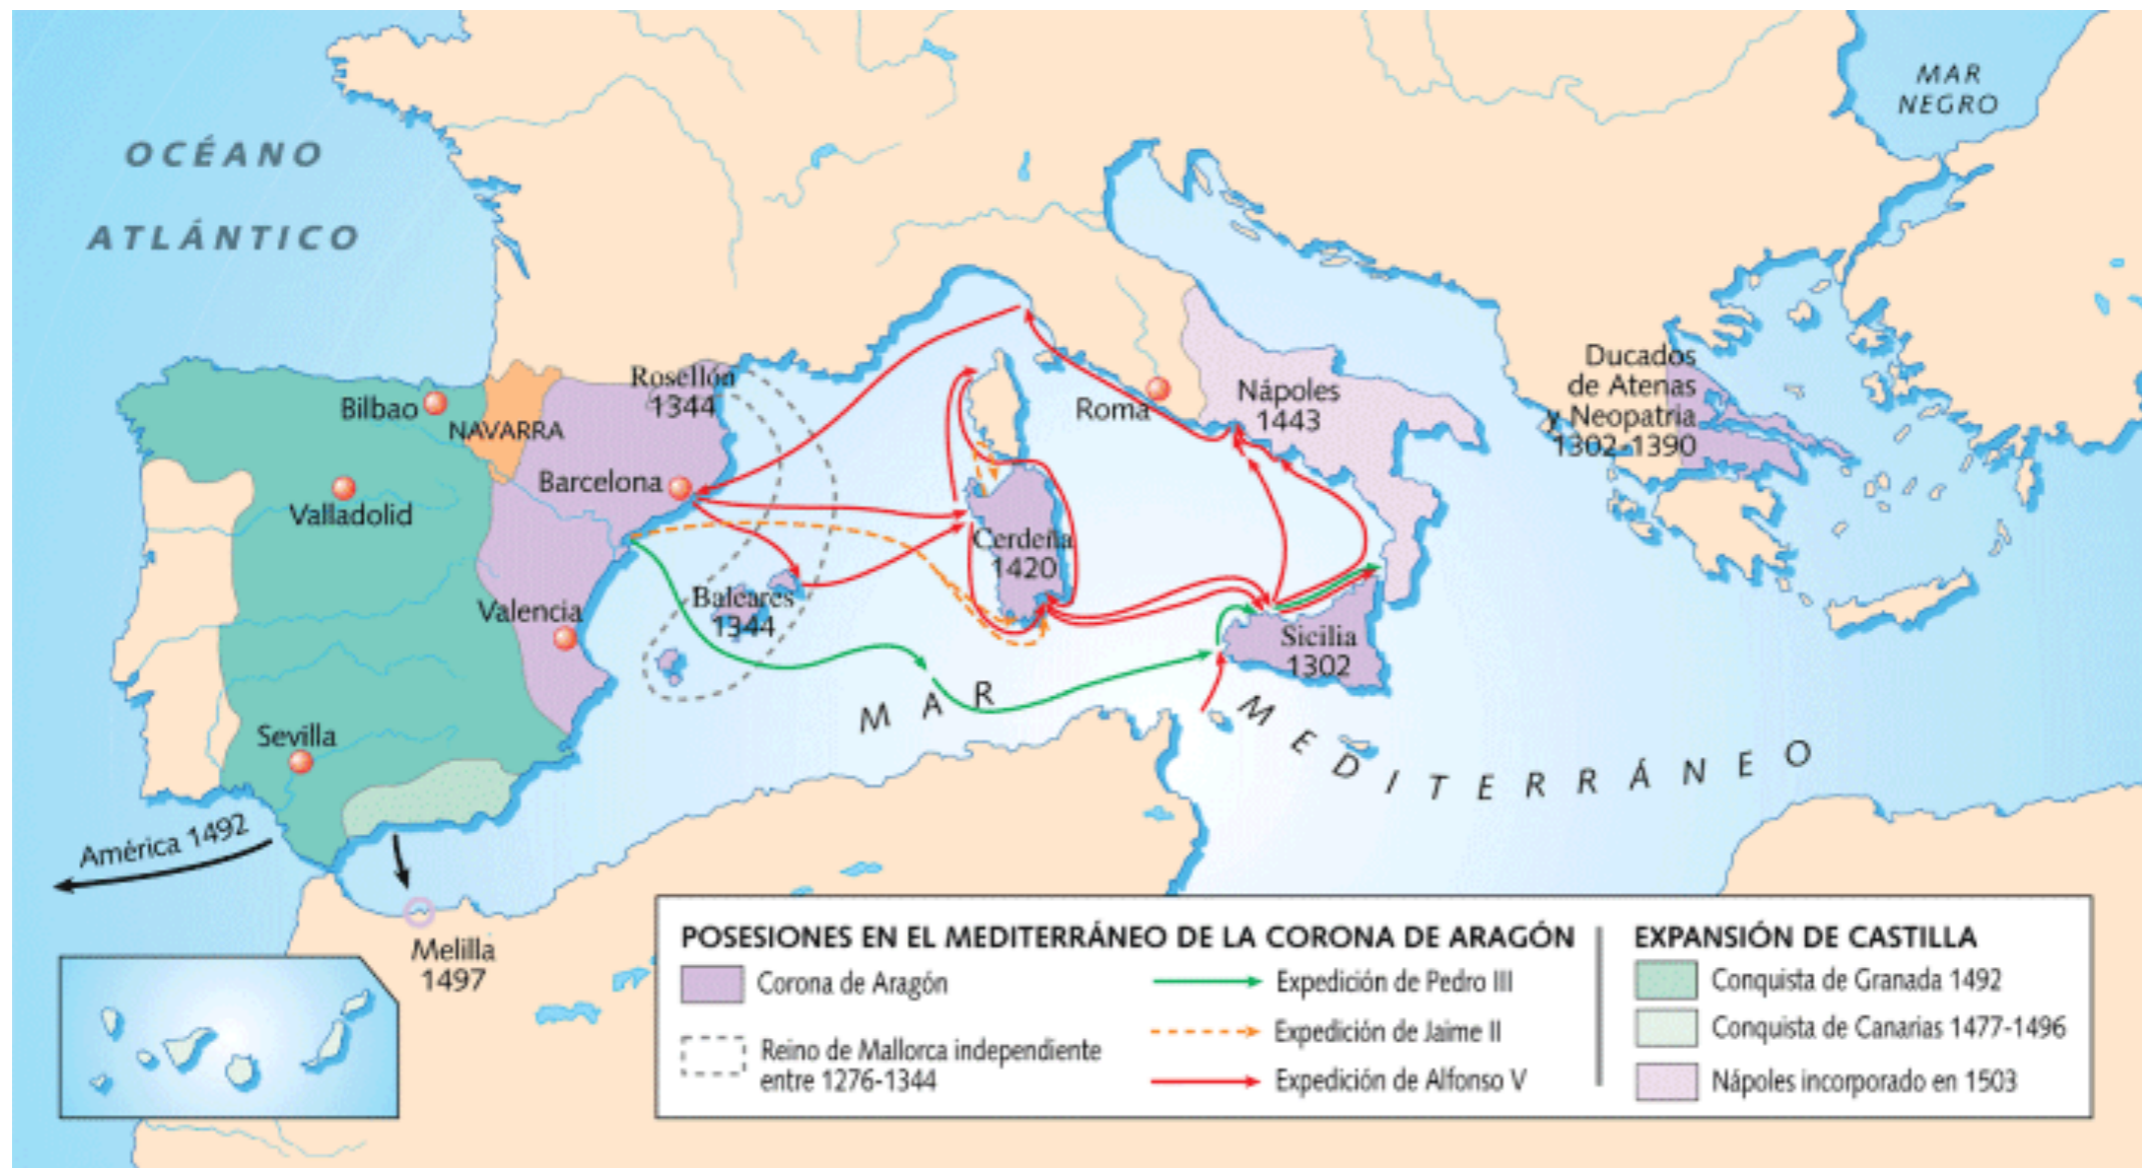 MAR
NEGRO
OCÉANO
ATLÁNTICO
Rosellón
1344
Bilbao
NAVARRA
Barcelona
Valladolid
Valencia
Baleares
1344
Sevilla
Cerdeña
1420
Roma
Nápoles
1443
Sicilia
1302
Ducados
de Atenas
y Neopatria
1302-1390
MAR MEDITERRÁNEO
América 1492
Melilla
1497
POSESIONES EN EL MEDITERRÁNEO DE LA CORONA DE ARAGÓN
Corona de Aragón
Reino de Mallorca independiente
entre 1276-1344
Expedición de Pedro III
Expedición de Jaime II
Expedición de Alfonso V
EXPANSIÓN DE CASTILLA
Conquista de Granada 1492
Conquista de Canarias 1477-1496
Nápoles incorporado en 1503